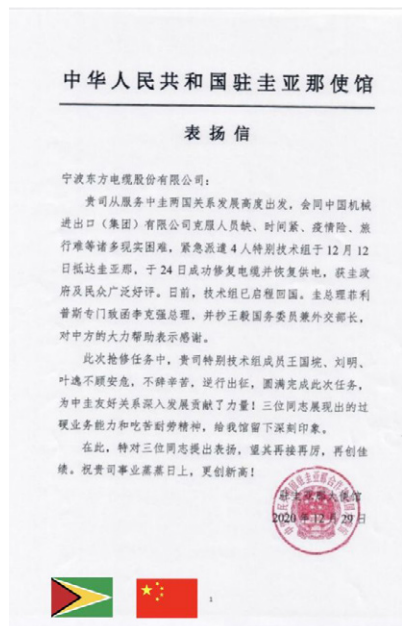 中华人民共和国驻圭亚那使馆
表扬信
宁波东方电缆股份有限公司：
贵司从服务中圭两国关系发展高度出发，会同中国机械
进出口（集团）有限公司克服人员缺、时间紧、疫情险、旅
行难等诸多现实困难，紧急派遣4人特别技术组于12月12
日抵达圭亚那，于24日成功修复电缆并恢复供电，获圭政
府及民众广泛好评。日前，技术组已启程回国。圭总理菲利
普斯专门致函李克强总理，并抄王毅国务委员兼外交部长，
对中方的大力帮助表示感谢。
此次抢修任务中，贵司特别技术组成员王国、刘明、
叶逸不顾安危，不辞辛苦，逆行出征，圆满完成此次任务，
为中圭友好关系深入发展贡献了力量！三位同志展现出的过
硬业务能力和吃苦耐劳精神，给我馆留下深刻印象。
在此，特对三位同志提出表扬，望其再接再厉，再创佳
绩。祝贵司事业蒸蒸日上，更创新高！
大使馆
2020年12月29日
1